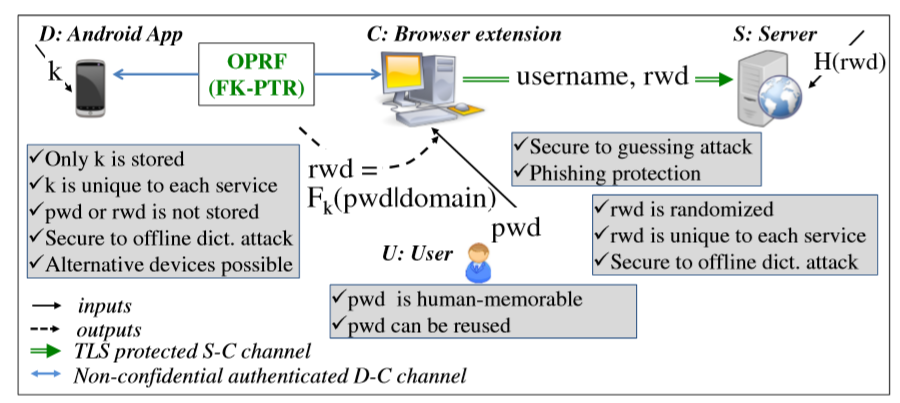 D: Android App
C: Browser extension
S: Server
k
OPRF
(FK-PTR)
username, rwd
H(rwd)
✓Only k is stored
✓k is unique to each service
✓pwd or rwd is not stored
✓Secure to offline dict. attack
✓Alternative devices possible
rwd =
Fk(pwd|domain)
✓Secure to guessing attack
✓Phishing protection
pwd
✓rwd is randomized
✓rwd is unique to each service
✓Secure to offline dict. attack
U: User
✓pwd is human-memorable
✓pwd can be reused
inputs
outputs
TLS protected S-C channel
Non-confidential authenticated D-C channel